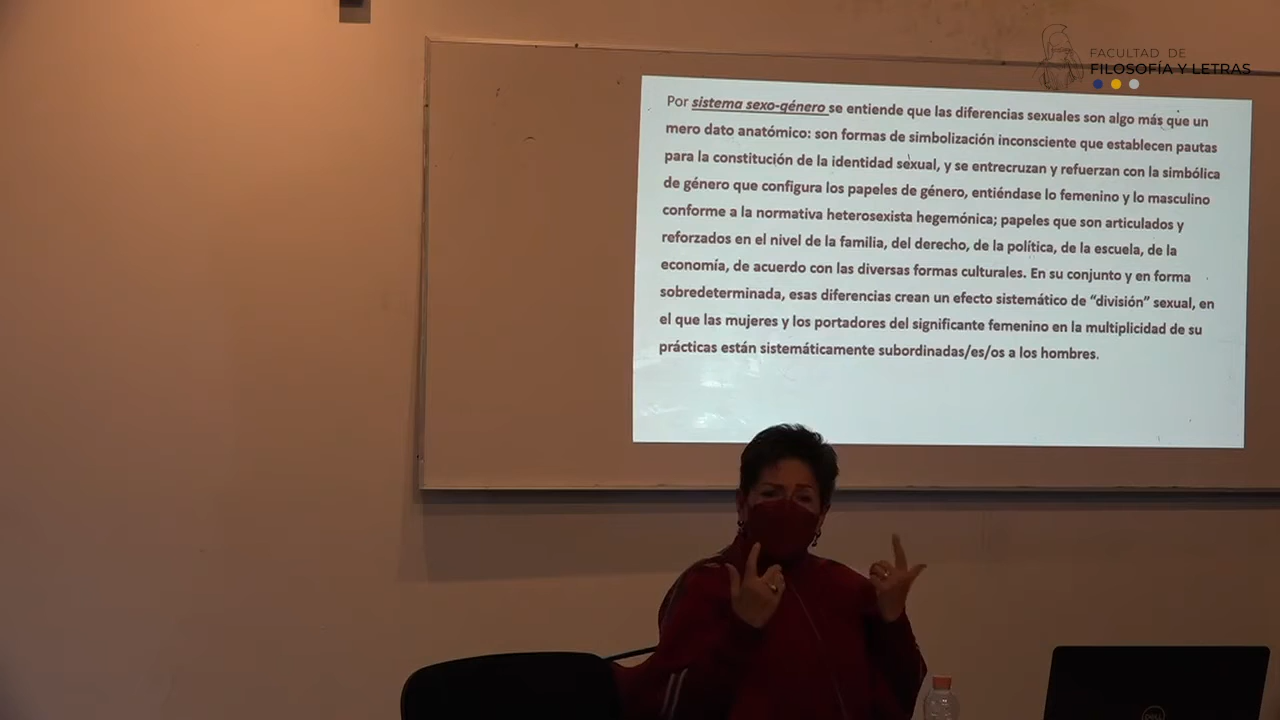 FACULTAD DE
FILOSOFÍA Y LETRAS
Por sistema sexo-género se entiende que las diferencias sexuales son algo más que un
mero dato anatómico: son formas de simbolización inconsciente que establecen pautas
para la constitución de la identidad sexual, y se entrecruzan y refuerzan con la simbólica
de género que configura los papeles de género, entiéndase lo femenino y lo masculino
conforme a la normativa heterosexista hegemónica; papeles que son articulados y
reforzados en el nivel de la familia, del derecho, de la política, de la escuela, de la
economía, de acuerdo con las diversas formas culturales. En su conjunto y en forma
sobredeterminada, esas diferencias crean un efecto sistemático de “división” sexual, en
el que las mujeres y los portadores del significante femenino en la multiplicidad de su
prácticas están sistemáticamente subordinadas/es/os a los hombres.
DELL